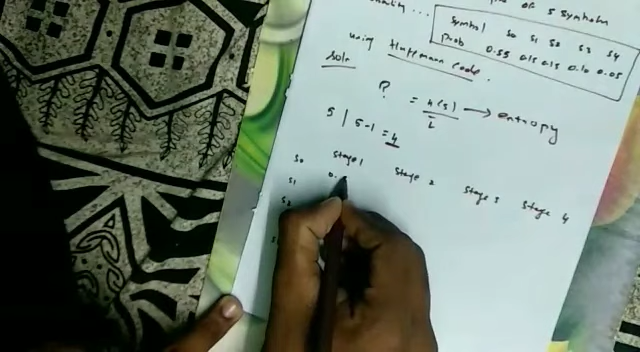 of 5 Symbols
Symbol S0 S1 S2 S3 S4
Prob 0.55 0.15 0.15 0.10 0.05
using Huffmann Code.
Soln
? = H(s) / L → entropy
5 | 5-1 = 4
S0 Stage 1 Stage 2 Stage 3 Stage 4
S1 0.
S2